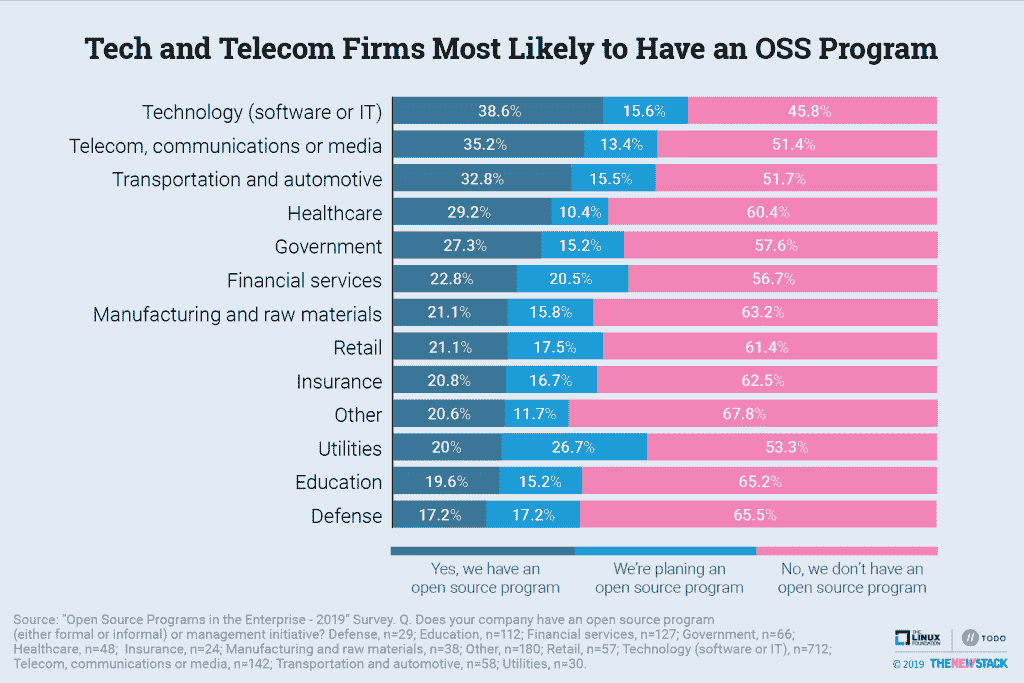 Tech and Telecom Firms Most Likely to Have an OSS Program
Technology (software or IT) 38.6% 15.6% 45.8%
Telecom, communications or media 35.2% 13.4% 51.4%
Transportation and automotive 32.8% 15.5% 51.7%
Healthcare 29.2% 10.4% 60.4%
Government 27.3% 15.2% 57.6%
Financial services 22.8% 20.5% 56.7%
Manufacturing and raw materials 21.1% 15.8% 63.2%
Retail 21.1% 17.5% 61.4%
Insurance 20.8% 16.7% 62.5%
Other 20.6% 11.7% 67.8%
Utilities 20% 26.7% 53.3%
Education 19.6% 15.2% 65.2%
Defense 17.2% 17.2% 65.5%
Yes, we have an
open source program
We're planing an
open source program
No, we don't have an
open source program
Source: "Open Source Programs in the Enterprise - 2019" Survey. Q. Does your company have an open source program
(either formal or informal) or management initiative? Defense, n=29; Education, n=112; Financial services, n=127; Government, n=66;
Healthcare, n=48; Insurance, n=24; Manufacturing and raw materials, n=38; Other, n=180; Retail, n=57; Technology (software or IT), n=712;
Telecom, communications or media, n=142; Transportation and automotive, n=58; Utilities, n=30.
THE
LINUX
FOUNDATION
TODO
© 2019 THENEWSTACK